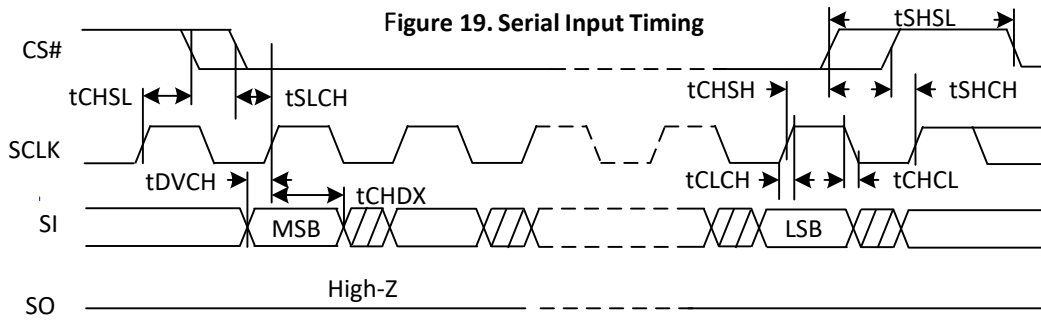 Figure 19. Serial Input Timing
tSHSL
CS#
tCHSL
tSLCH
tCHSH
tSHCH
SCLK
tDVCH
tCHDX
tCLCH
tCHCL
SI
MSB
LSB
High-Z
SO